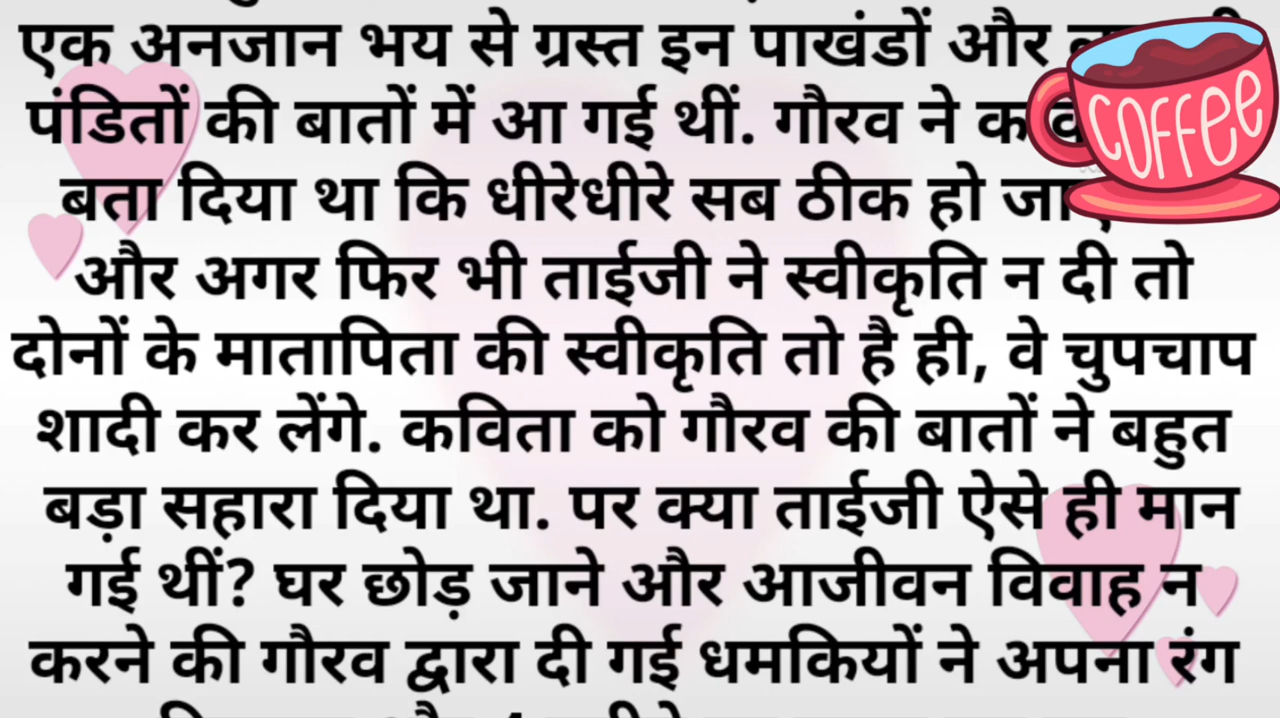 एक अनजान भय से ग्रस्त इन पाखंडों और
COFFee
पंडितों की बातों में आ गई थीं. गौरव ने
बता दिया था कि धीरेधीरे सब ठीक हो
और अगर फिर भी ताईजी ने स्वीकृति न दी तो
दोनों के मातापिता की स्वीकृति तो है ही, वे चुपचाप
शादी कर लेंगे. कविता को गौरव की बातों ने बहुत
बड़ा सहारा दिया था. पर क्या ताईजी ऐसे ही मान
गई थीं? घर छोड़ जाने और आजीवन विवाह न
करने की गौरव द्वारा दी गई धमकियों ने अपना रंग